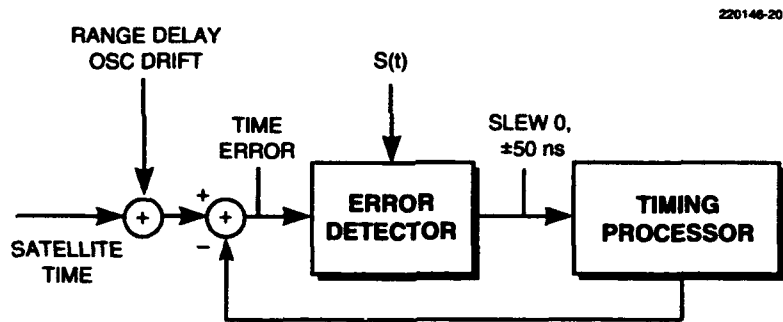 220146-20
RANGE DELAY
OSC DRIFT
S(t)
TIME
ERROR
SLEW 0,
±50 ns
+
+
+
−
ERROR
DETECTOR
TIMING
PROCESSOR
SATELLITE
TIME